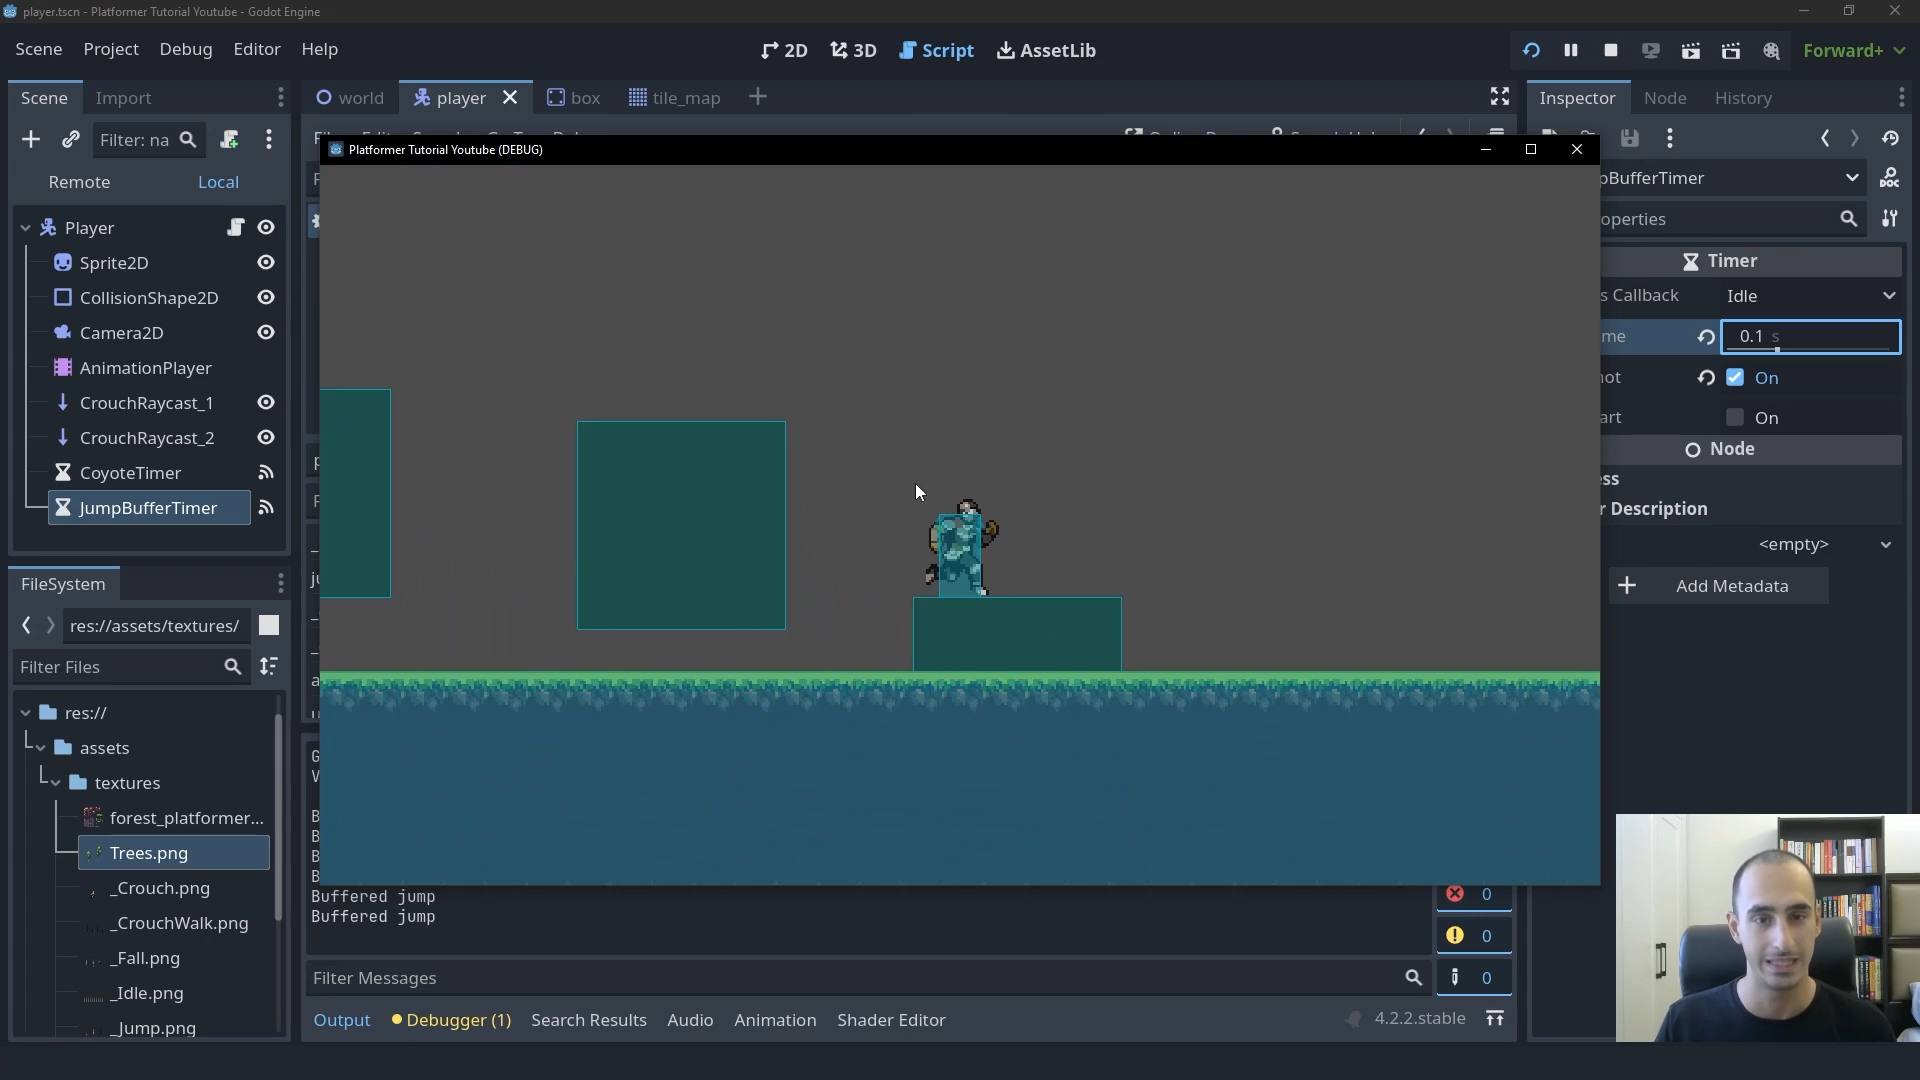 player.tscn - Platformer Tutorial Youtube - Godot Engine
Scene Project Debug Editor Help
2D 3D Script AssetLib
Forward+
Scene Import
world player box tile_map
Inspector Node History
Filter: na
Platformer Tutorial Youtube (DEBUG)
Remote Local
pBufferTimer
operties
Player
Sprite2D
CollisionShape2D
Camera2D
AnimationPlayer
CrouchRaycast_1
CrouchRaycast_2
CoyoteTimer
JumpBufferTimer
Timer
s Callback Idle
me 0.1 s
ot On
art On
Node
ss
r Description
<empty>
Add Metadata
FileSystem
res://assets/textures/
Filter Files
res://
assets
textures
forest_platformer...
Trees.png
_Crouch.png
_CrouchWalk.png
_Fall.png
_Idle.png
_Jump.png
Buffered jump
Buffered jump
0
0
0
Filter Messages
Output Debugger (1) Search Results Audio Animation Shader Editor
4.2.2.stable